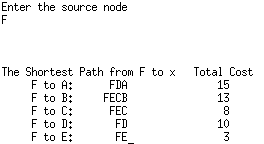 Enter the source node
F
The Shortest Path from F to x Total Cost
F to A: FDA 15
F to B: FECB 13
F to C: FEC 8
F to D: FD 10
F to E: FE_ 3